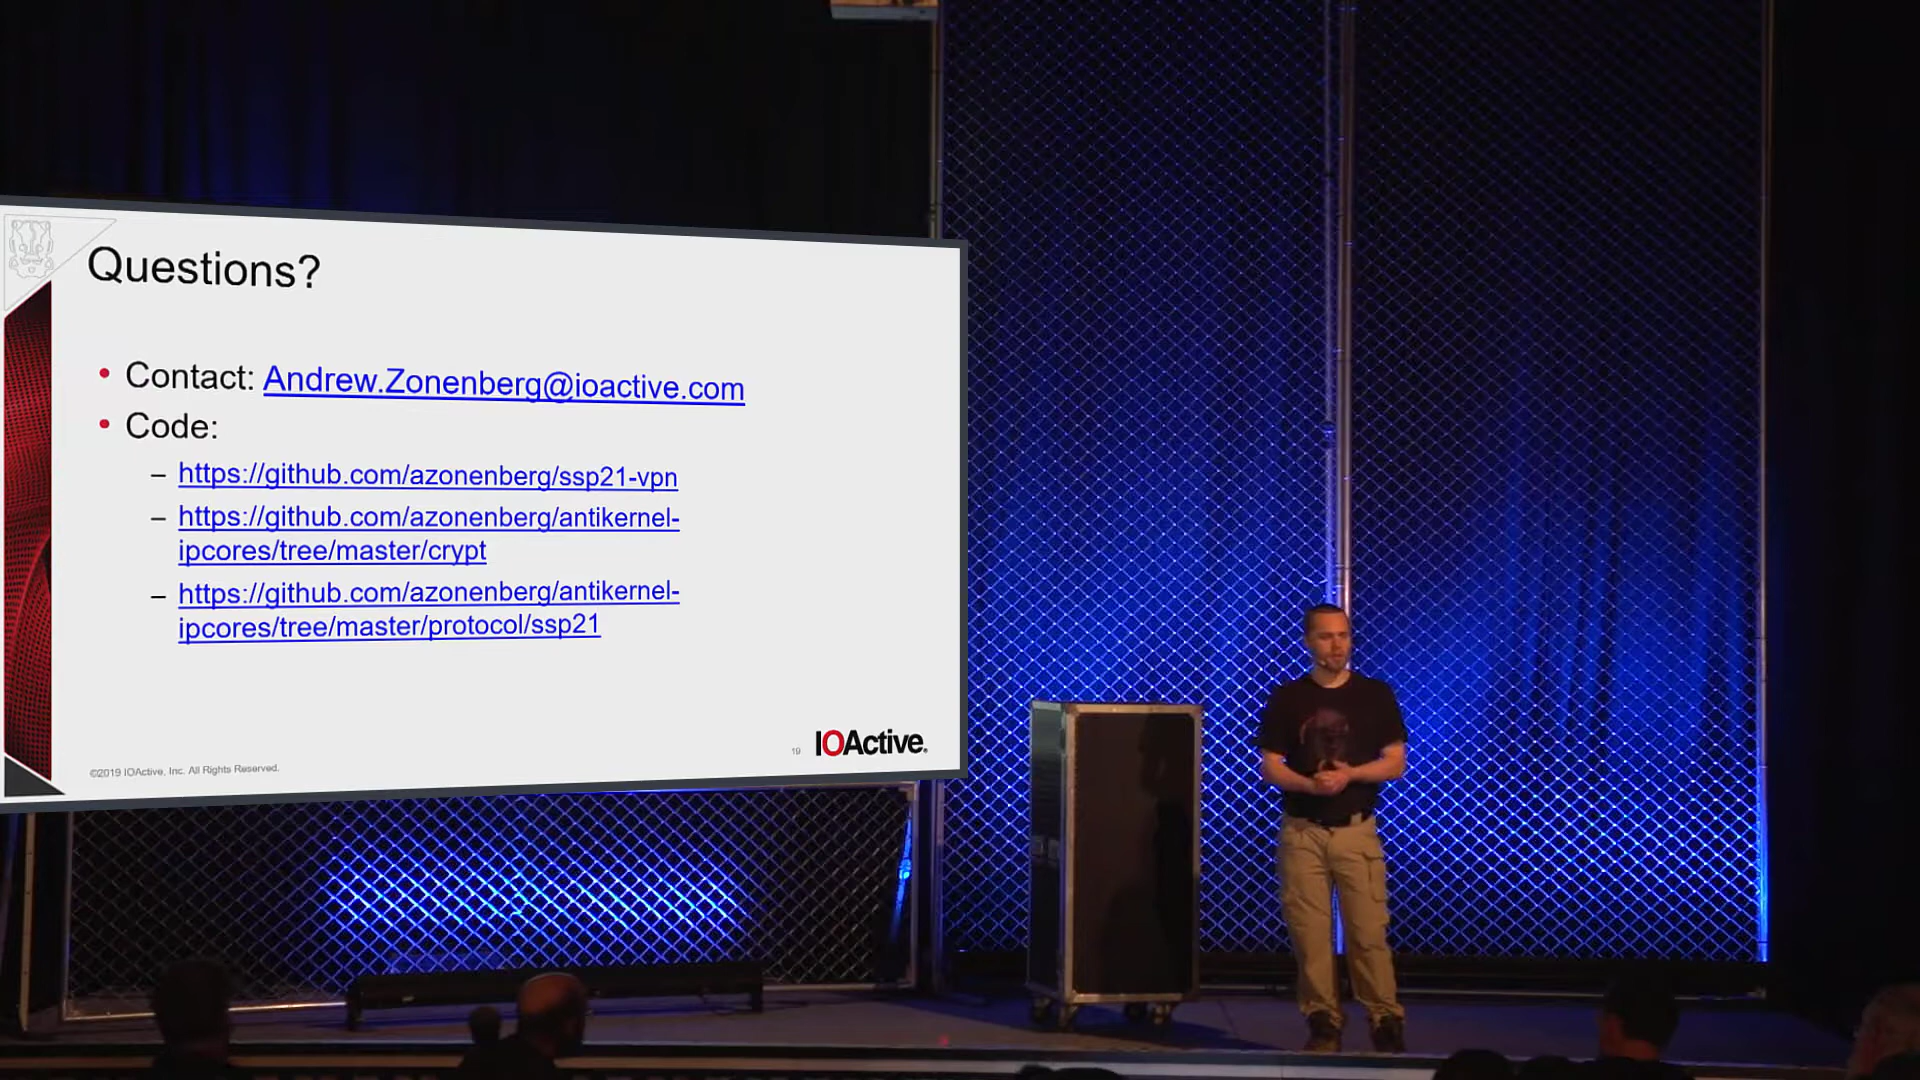 Questions?
• Contact: Andrew.Zonenberg@ioactive.com
• Code:
– https://github.com/azonenberg/ssp21-vpn
– https://github.com/azonenberg/antikernel-
ipcores/tree/master/crypt
– https://github.com/azonenberg/antikernel-
ipcores/tree/master/protocol/ssp21
19 IOActive.
©2019 IOActive, Inc. All Rights Reserved.